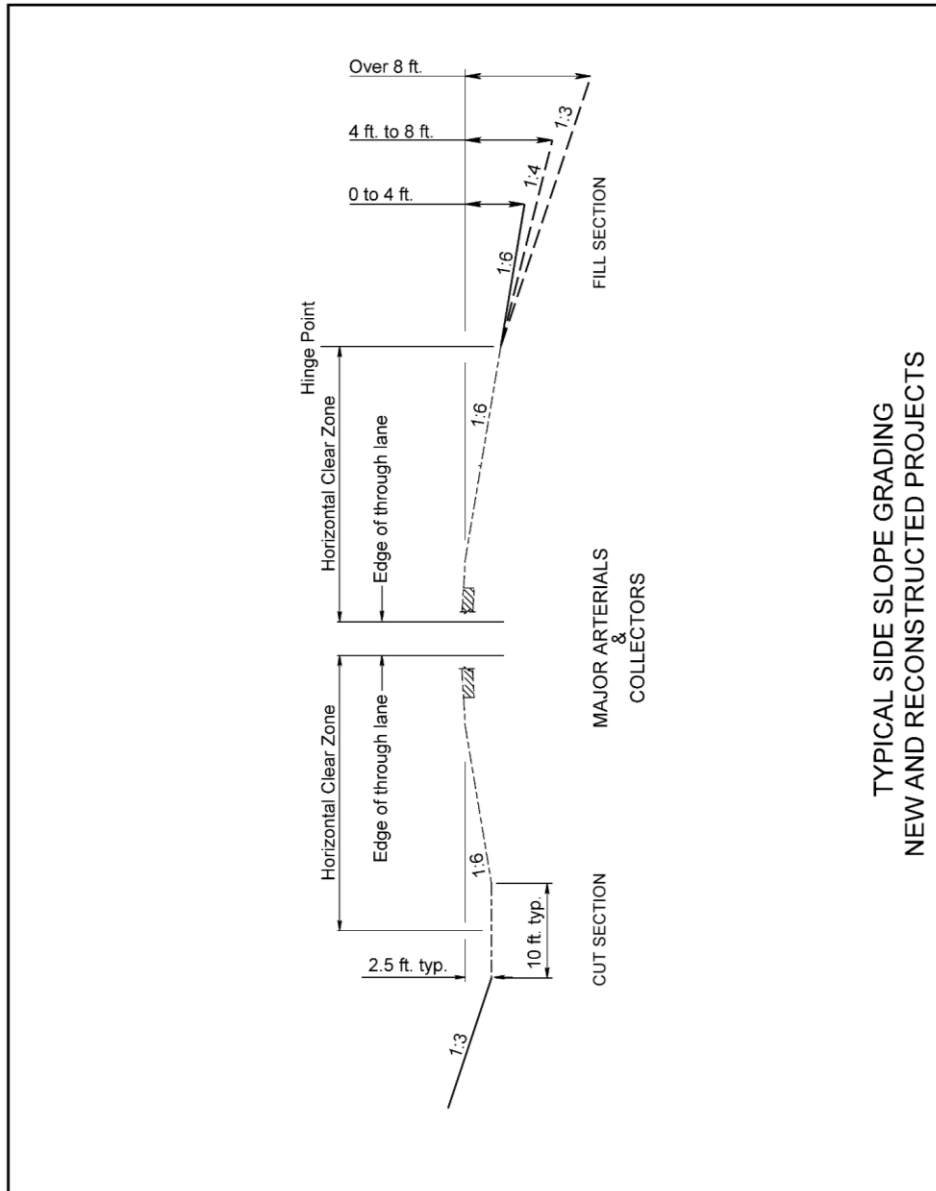 Over 8 ft.
4 ft. to 8 ft.
0 to 4 ft.
1:3
1:4
1:6
FILL SECTION
Hinge Point
Horizontal Clear Zone
Edge of through lane
1:6
MAJOR ARTERIALS
&
COLLECTORS
Horizontal Clear Zone
Edge of through lane
1:6
2.5 ft. typ.
10 ft. typ.
CUT SECTION
1:3
TYPICAL SIDE SLOPE GRADING
NEW AND RECONSTRUCTED PROJECTS